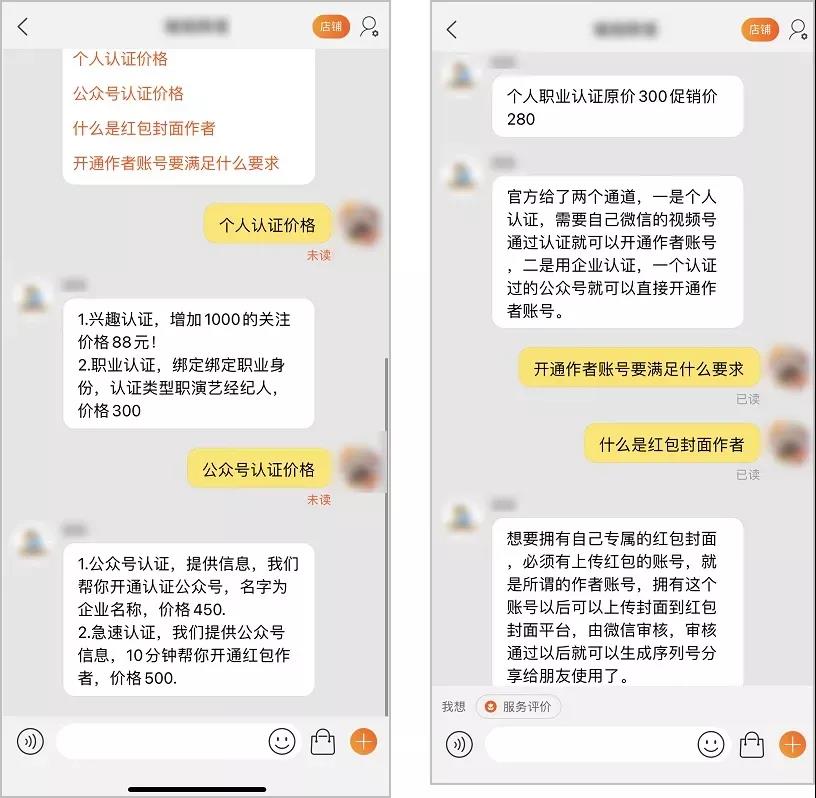 店铺
个人认证价格
公众号认证价格
什么是红包封面作者
开通作者账号要满足什么要求
个人认证价格
未读
1.兴趣认证，增加1000的关注
价格88元！
2.职业认证，绑定绑定职业身
份，认证类型职演艺经纪人，
价格300
公众号认证价格
未读
1.公众号认证，提供信息，我们
帮你开通认证公众号，名字为
企业名称，价格450.
2.急速认证，我们提供公众号
信息，10分钟帮你开通红包作
者，价格500.
店铺
个人职业认证原价300促销价
280
官方给了两个通道，一是个人
认证，需要自己微信的视频号
通过认证就可以开通作者账号
，二是用企业认证，一个认证
过的公众号就可以直接开通作
者账号。
开通作者账号要满足什么要求
已读
什么是红包封面作者
已读
想要拥有自己专属的红包封面
，必须有上传红包的账号，就
是所谓的作者账号，拥有这个
账号以后可以上传封面到红包
封面平台，由微信审核，审核
通过以后就可以生成序列号分
享给朋友使用了。
我想
服务评价